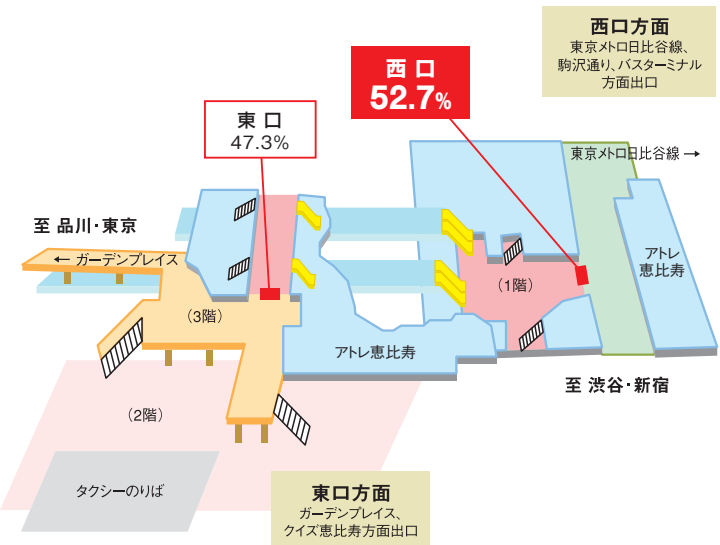 西口方面
東京メトロ日比谷線、
駒沢通り、バスターミナル
方面出口
西口
52.7%
東口
47.3%
東京メトロ日比谷線→
至 品川・東京
← ガーデンプレイス
アトレ
恵比寿
（1階）
（3階）
アトレ恵比寿
至 渋谷・新宿
（2階）
タクシーのりば
東口方面
ガーデンプレイス、
クイズ恵比寿方面出口